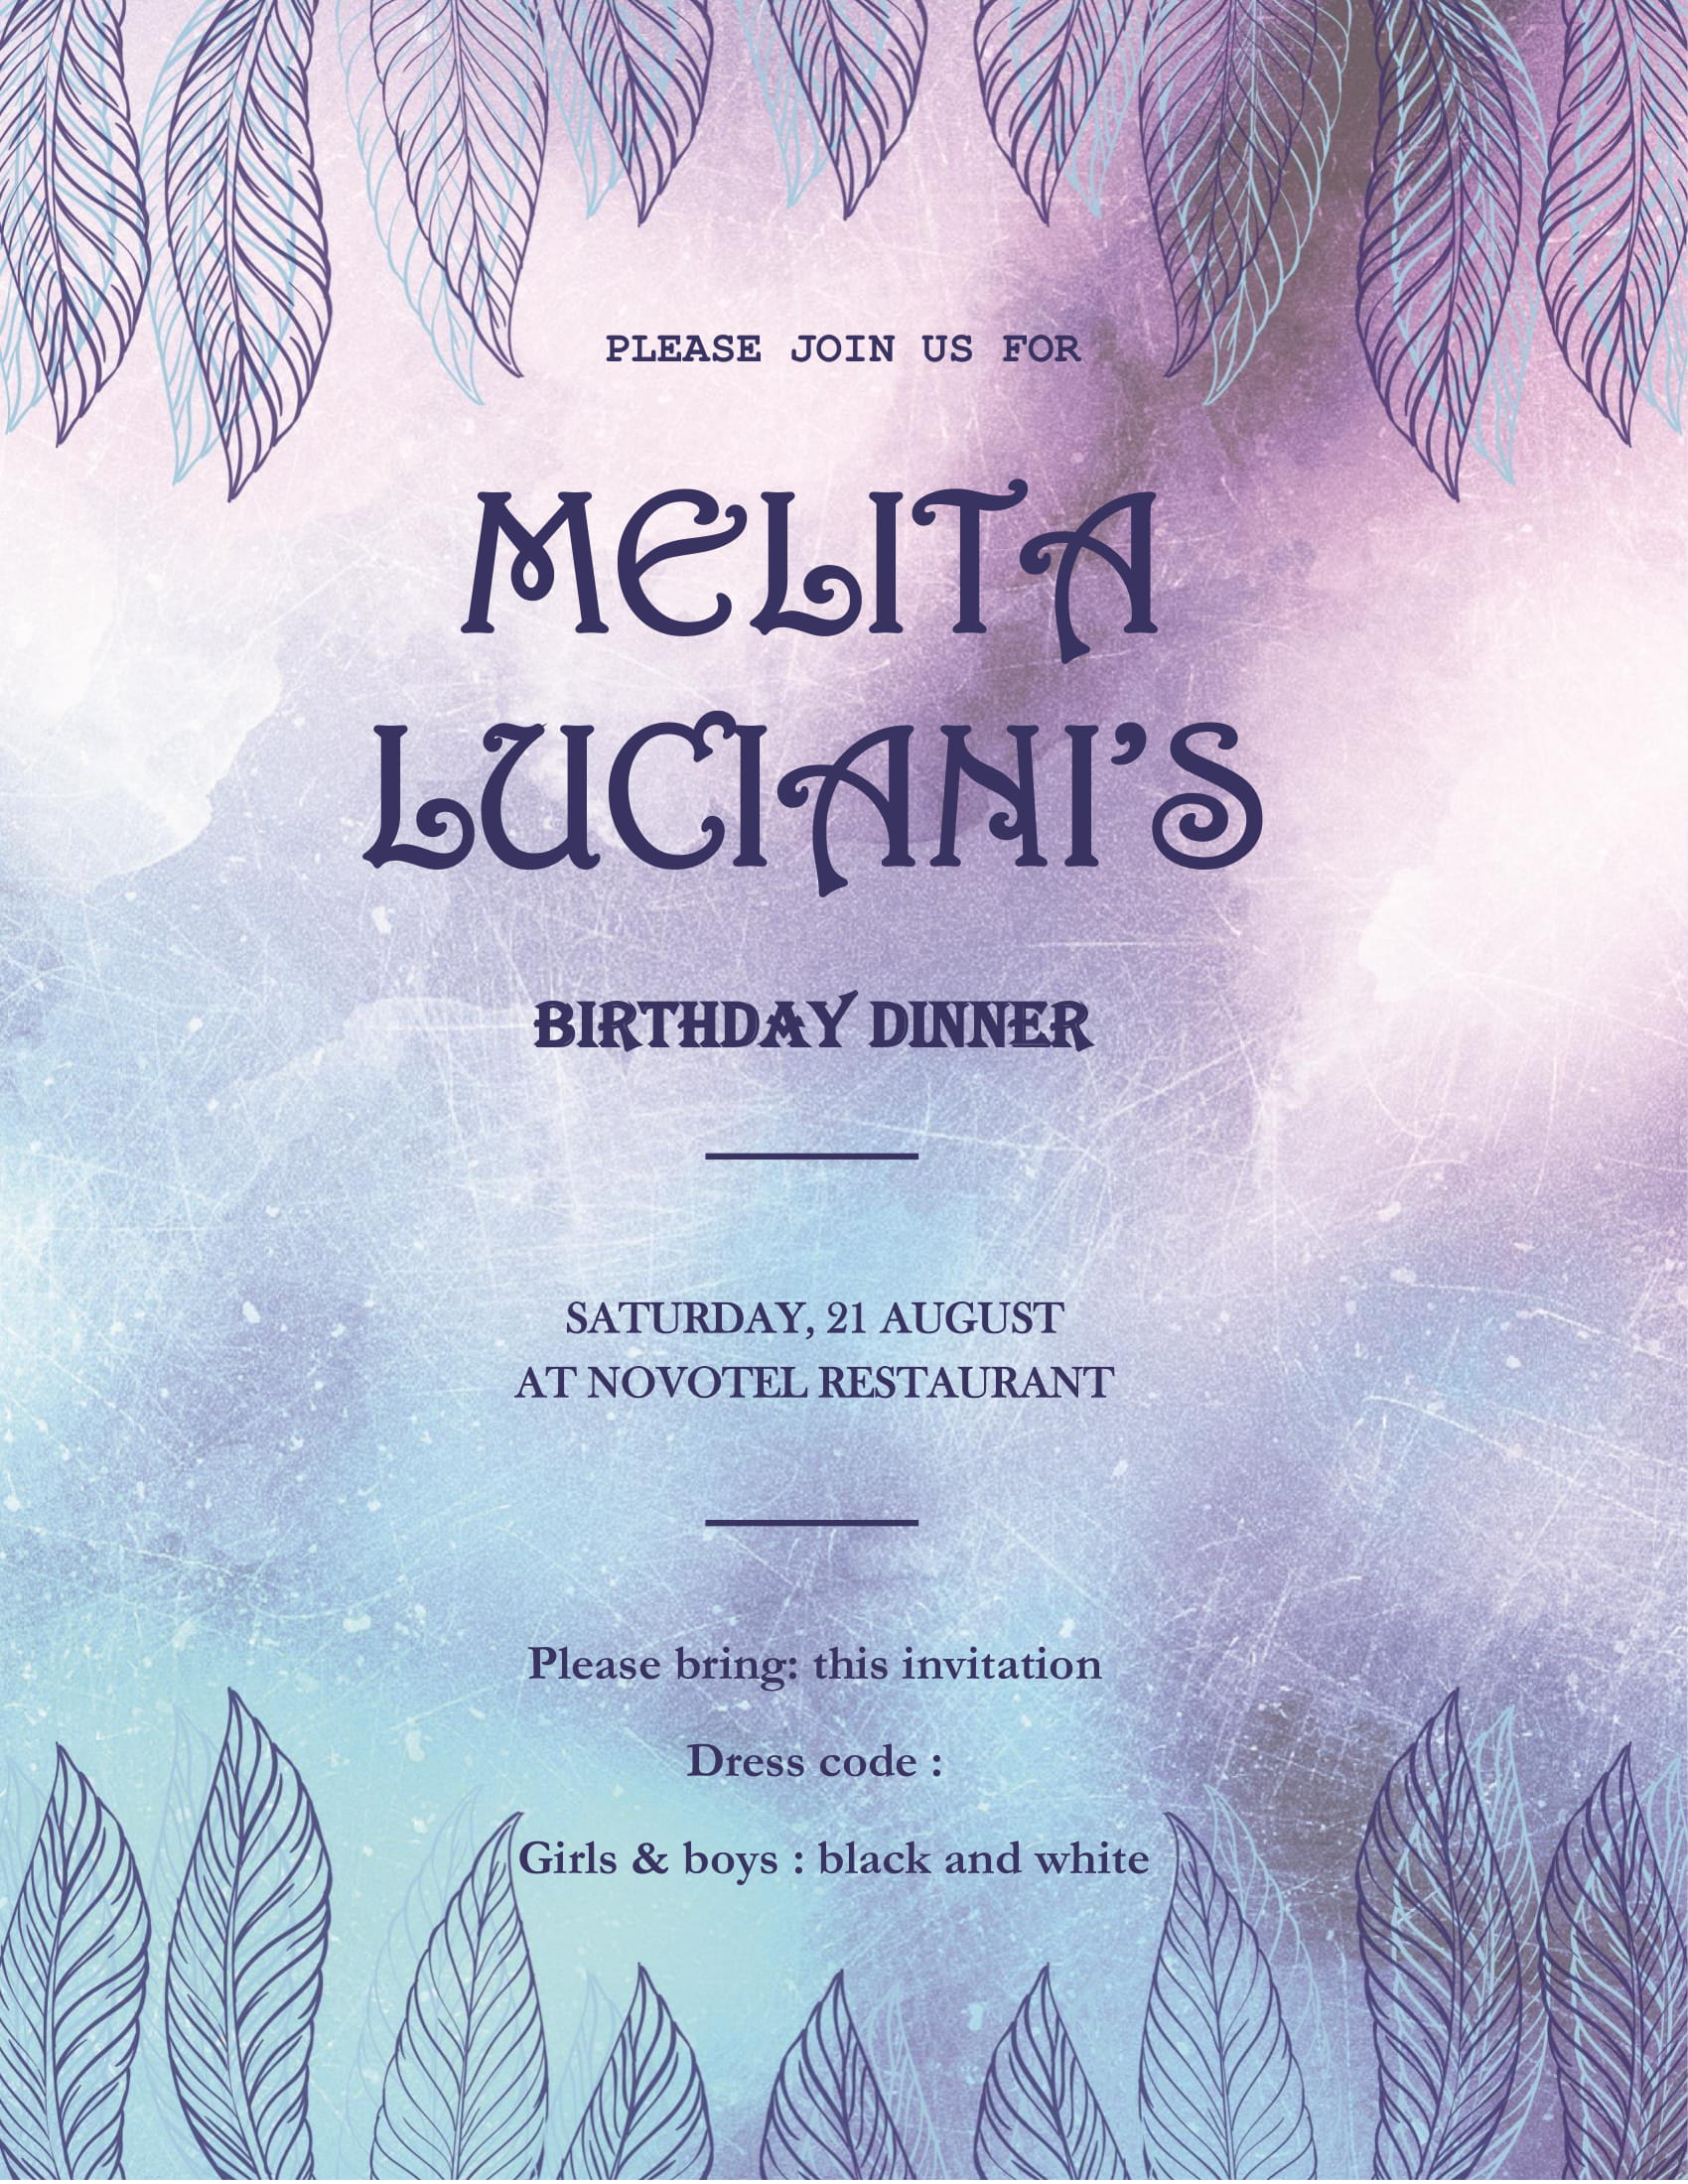 PLEASE JOIN US FOR
MELITA
LUCIANI'S
BIRTHDAY DINNER
SATURDAY, 21 AUGUST
AT NOVOTEL RESTAURANT
Please bring: this invitation
Dress code :
Girls & boys : black and white